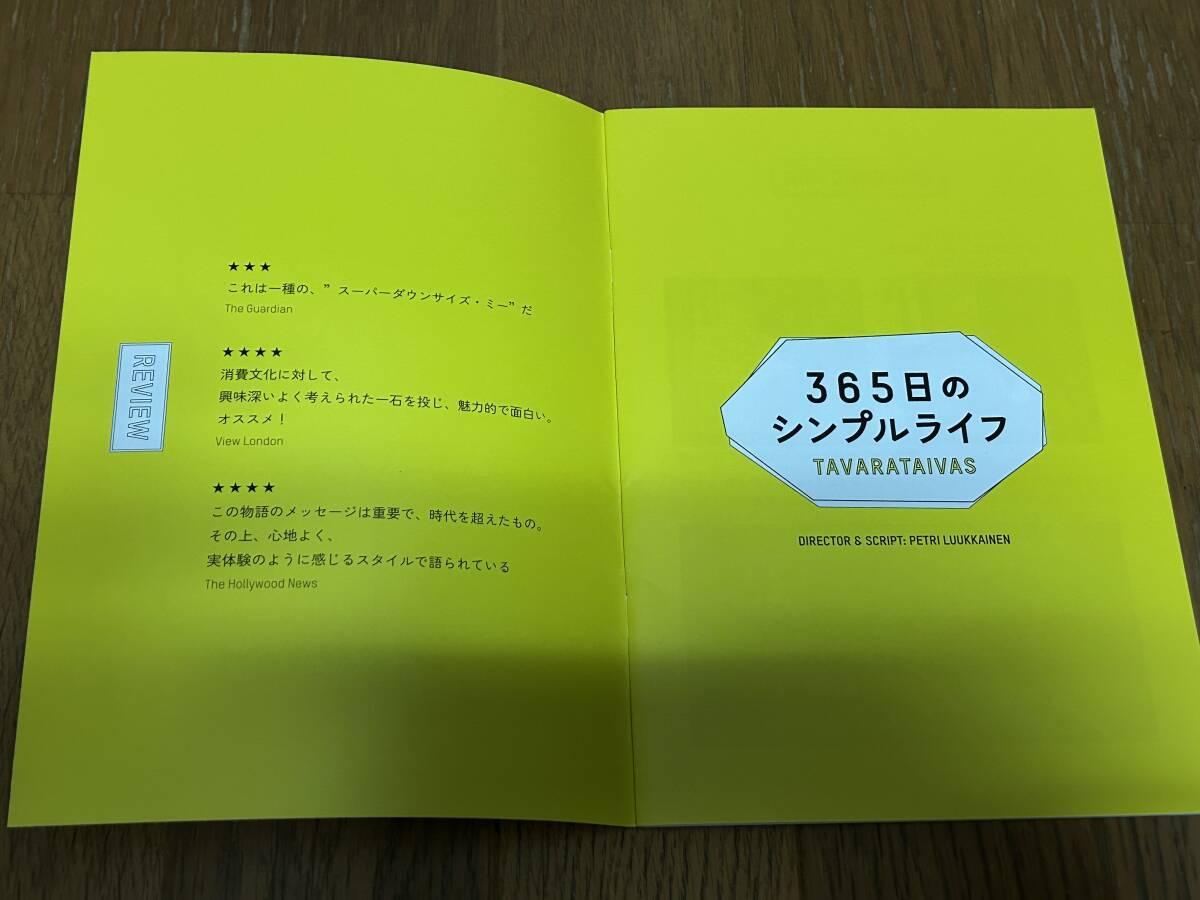 REVIEW
★★★
これは一種の、”スーパーダウンサイズ・ミー”だ
The Guardian
★★★★
消費文化に対して、
興味深いよく考えられた一石を投じ、魅力的で面白い。
オススメ！
View London
★★★★
この物語のメッセージは重要で、時代を超えたもの。
その上、心地よく、
実体験のように感じるスタイルで語られている
The Hollywood News
365日の
シンプルライフ
TAVARATAIVAS
DIRECTOR & SCRIPT: PETRI LUUKKAINEN